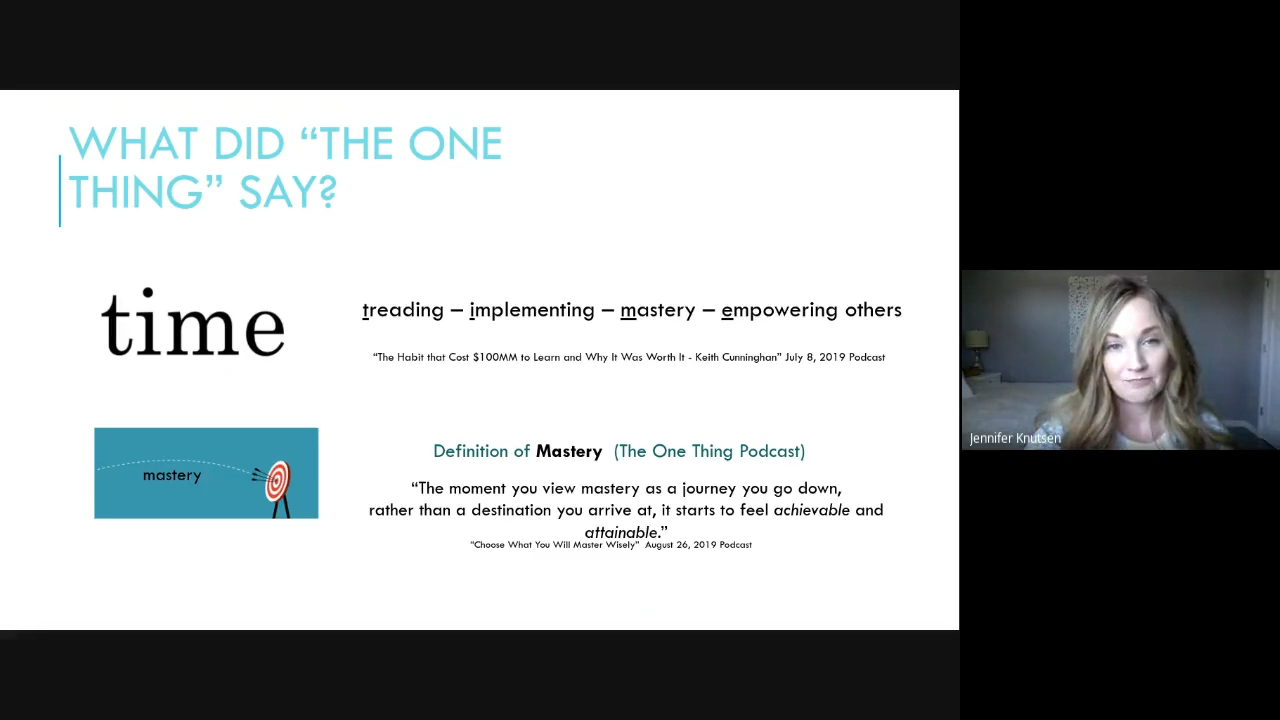 WHAT DID “THE ONE
THING” SAY?
time
treading – implementing – mastery – empowering others
“The Habit that Cost $100MM to Learn and Why It Was Worth It - Keith Cunninghan” July 8, 2019 Podcast
mastery
Definition of Mastery (The One Thing Podcast)
“The moment you view mastery as a journey you go down,
rather than a destination you arrive at, it starts to feel achievable and
attainable.”
“Choose What You Will Master Wisely” August 26, 2019 Podcast
Jennifer Knutsen